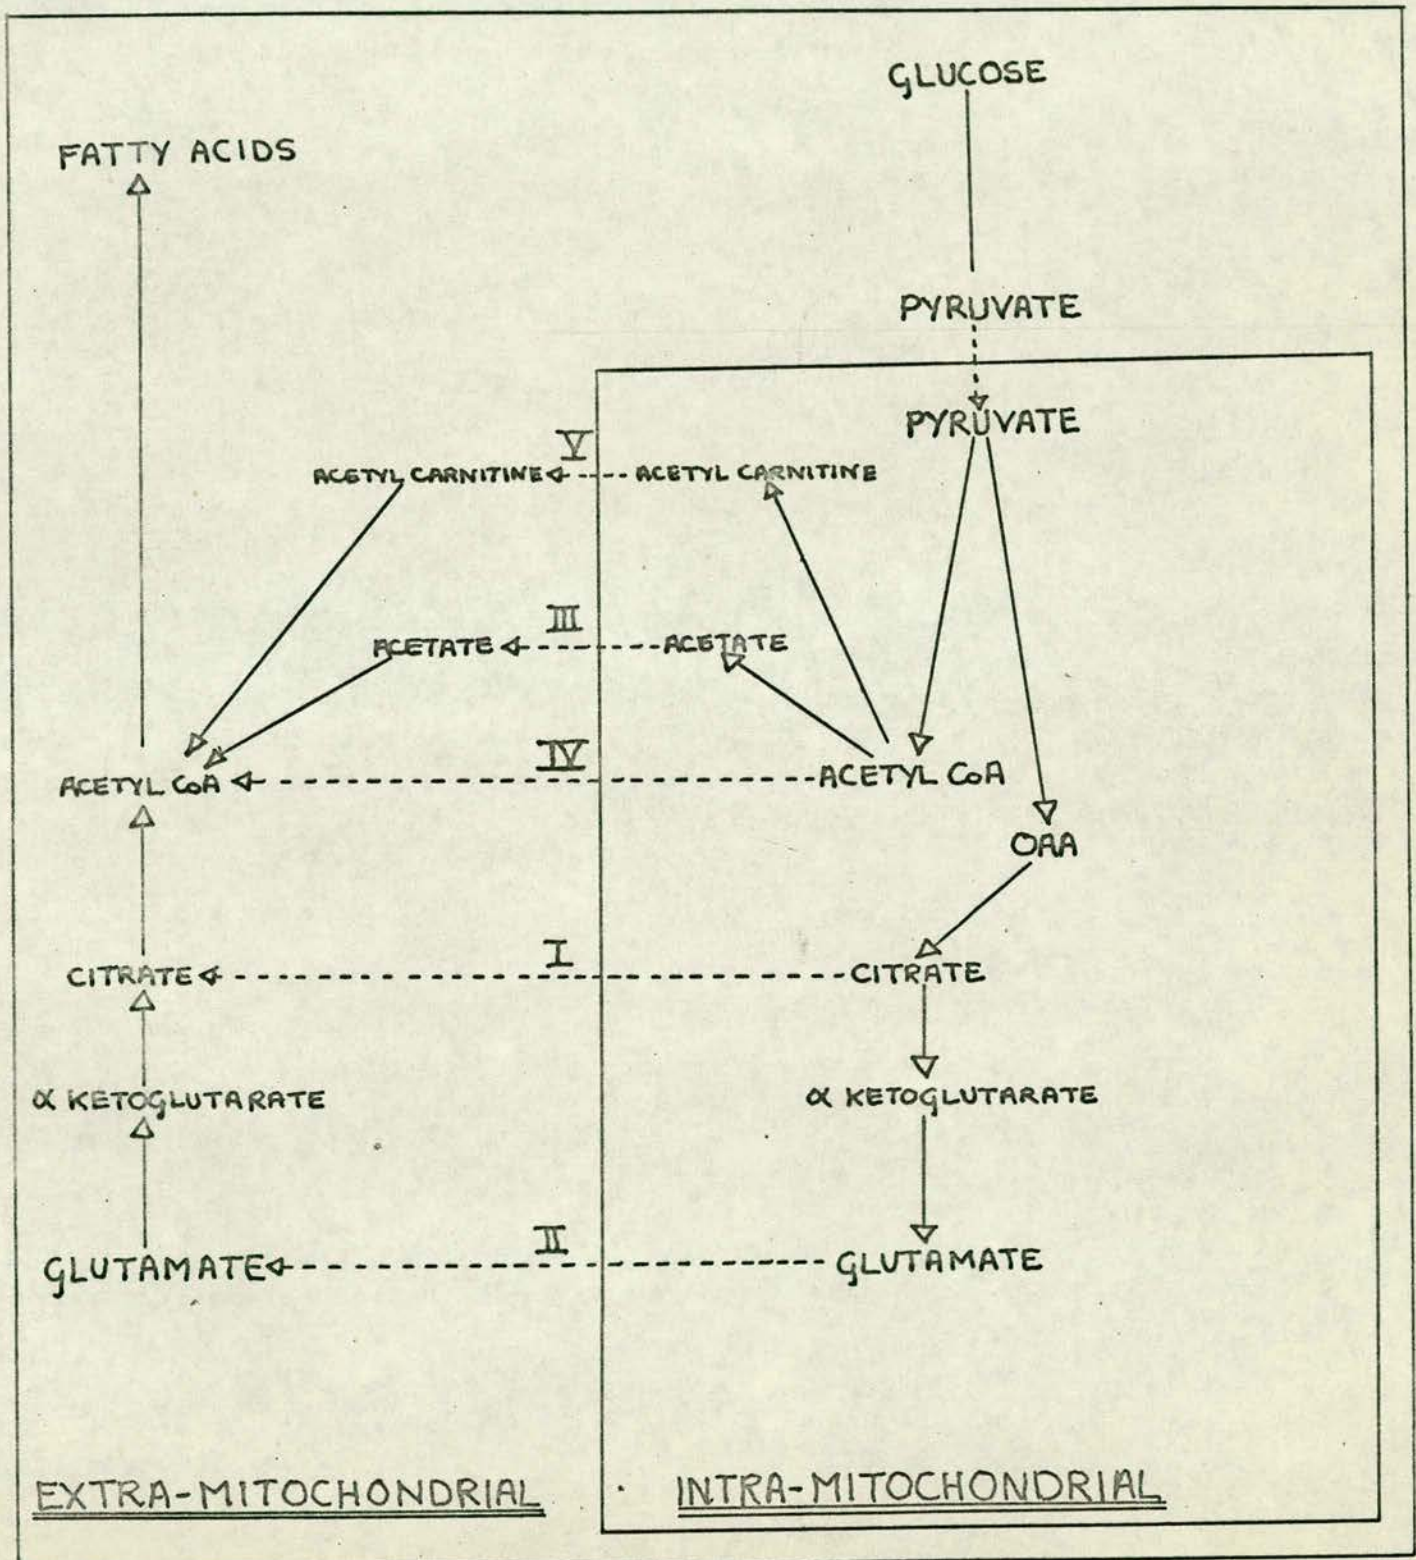 GLUCOSE
FATTY ACIDS
PYRUVATE
PYRUVATE
V
ACETYL CARNITINE ACETYL CARNITINE
III
ACETATE ACETATE
IV
ACETYL CoA ACETYL CoA
OAA
I
CITRATE CITRATE
α KETOGLUTARATE α KETOGLUTARATE
II
GLUTAMATE GLUTAMATE
EXTRA-MITOCHONDRIAL INTRA-MITOCHONDRIAL